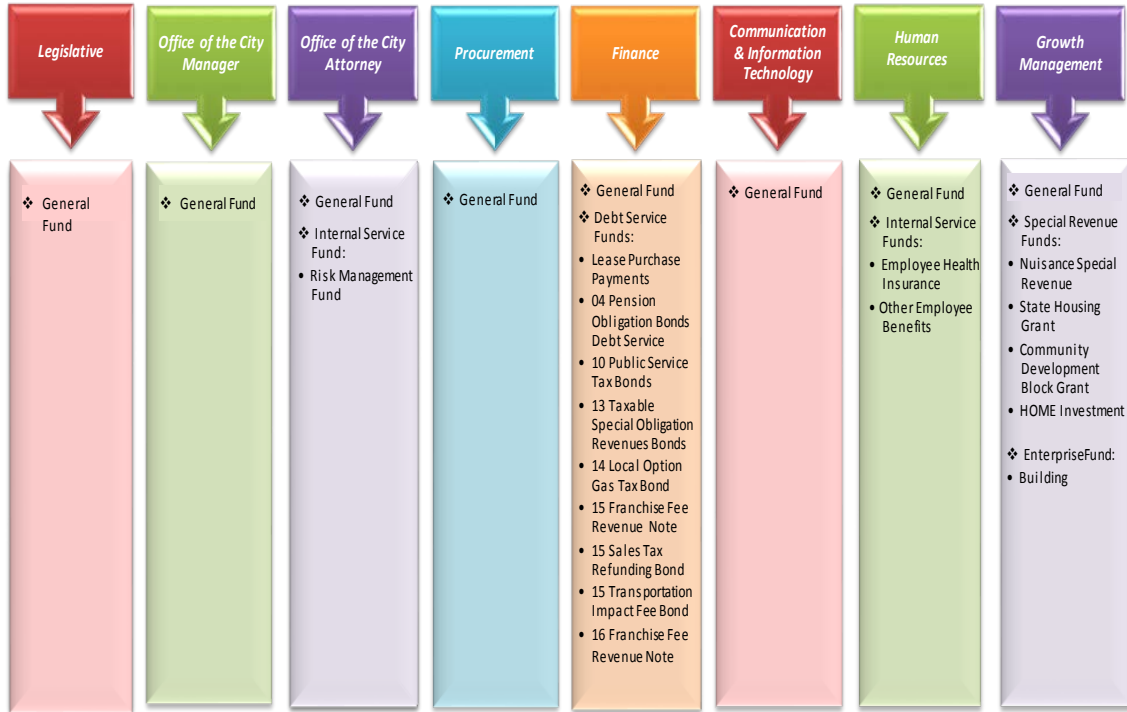 Legislative
Office of the City
Manager
Office of the City
Attorney
Procurement
Finance
Communication
& Information
Technology
Human
Resources
Growth
Management
❖ General
Fund
❖ General Fund
❖ General Fund
❖ Internal Service
Fund:
• Risk Management
Fund
❖ General Fund
❖ General Fund
❖ Debt Service
Funds:
• Lease Purchase
Payments
• 04 Pension
Obligation Bonds
Debt Service
• 10 Public Service
Tax Bonds
• 13 Taxable
Special Obligation
Revenues Bonds
• 14 Local Option
Gas Tax Bond
• 15 Franchise Fee
Revenue Note
• 15 Sales Tax
Refunding Bond
• 15 Transportation
Impact Fee Bond
• 16 Franchise Fee
Revenue Note
❖ General Fund
❖ General Fund
❖ Internal Service
Funds:
• Employee Health
Insurance
• Other Employee
Benefits
❖ General Fund
❖ Special Revenue
Funds:
• Nuisance Special
Revenue
• State Housing
Grant
• Community
Development
Block Grant
• HOME Investment
❖ EnterpriseFund:
• Building